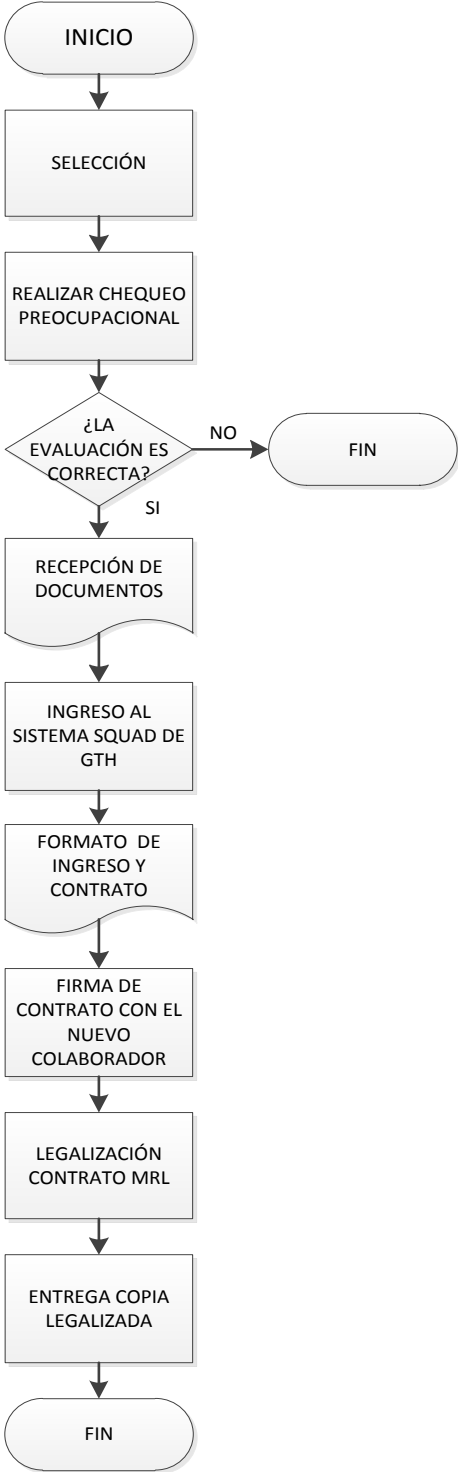 INICIO
SELECCIÓN
REALIZAR CHEQUEO
PREOCUPACIONAL
¿LA
EVALUACIÓN ES
CORRECTA?
NO
FIN
SI
RECEPCIÓN DE
DOCUMENTOS
INGRESO AL
SISTEMA SQUAD DE
GTH
FORMATO DE
INGRESO Y
CONTRATO
FIRMA DE
CONTRATO CON EL
NUEVO
COLABORADOR
LEGALIZACIÓN
CONTRATO MRL
ENTREGA COPIA
LEGALIZADA
FIN